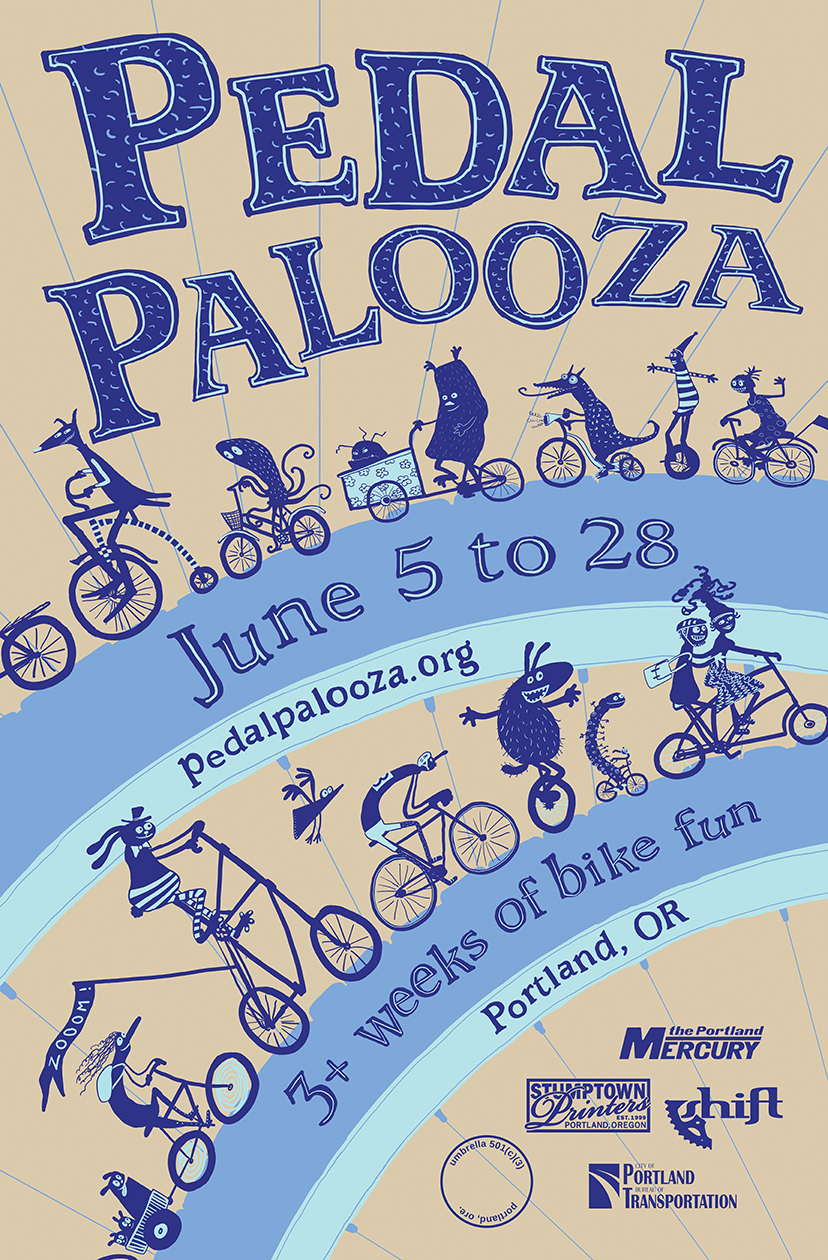 PEDAL
PALOOZA
June 5 to 28
Pedalpalooza.org
3+ weeks of bike fun
Portland, OR
NOOOM!
the Portland
MERCURY
STUMPTOWN
Printers
EST. 1999
PORTLAND, OREGON
shift
umbrella 501(c)(3)
portland, ore.
CITY OF
PORTLAND
BUREAU OF
TRANSPORTATION